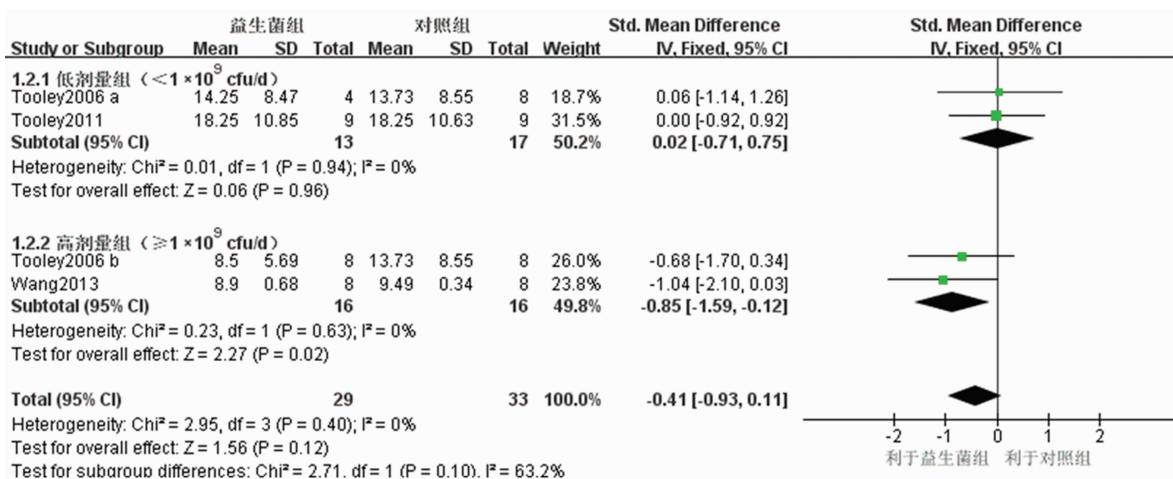 益生菌组 对照组 Std. Mean Difference Std. Mean Difference
Study or Subgroup Mean SD Total Mean SD Total Weight IV, Fixed, 95% CI IV, Fixed, 95% CI
1.2.1 低剂量组（＜1 ×10⁹ cfu/d）
Tooley2006 a 14.25 8.47 4 13.73 8.55 8 18.7% 0.06 [-1.14, 1.26]
Tooley2011 18.25 10.85 9 18.25 10.63 9 31.5% 0.00 [-0.92, 0.92]
Subtotal (95% CI) 13 17 50.2% 0.02 [-0.71, 0.75]
Heterogeneity: Chi² = 0.01, df = 1 (P = 0.94); I² = 0%
Test for overall effect: Z = 0.06 (P = 0.96)
1.2.2 高剂量组（≥1 ×10⁹ cfu/d）
Tooley2006 b 8.5 5.69 8 13.73 8.55 8 26.0% -0.68 [-1.70, 0.34]
Wang2013 8.9 0.68 8 9.49 0.34 8 23.8% -1.04 [-2.10, 0.03]
Subtotal (95% CI) 16 16 49.8% -0.85 [-1.59, -0.12]
Heterogeneity: Chi² = 0.23, df = 1 (P = 0.63); I² = 0%
Test for overall effect: Z = 2.27 (P = 0.02)
Total (95% CI) 29 33 100.0% -0.41 [-0.93, 0.11]
Heterogeneity: Chi² = 2.95, df = 3 (P = 0.40); I² = 0%
Test for overall effect: Z = 1.56 (P = 0.12)
Test for subgroup differences: Chi² = 2.71, df = 1 (P = 0.10), I² = 63.2%
-2 -1 0 1 2
利于益生菌组 利于对照组